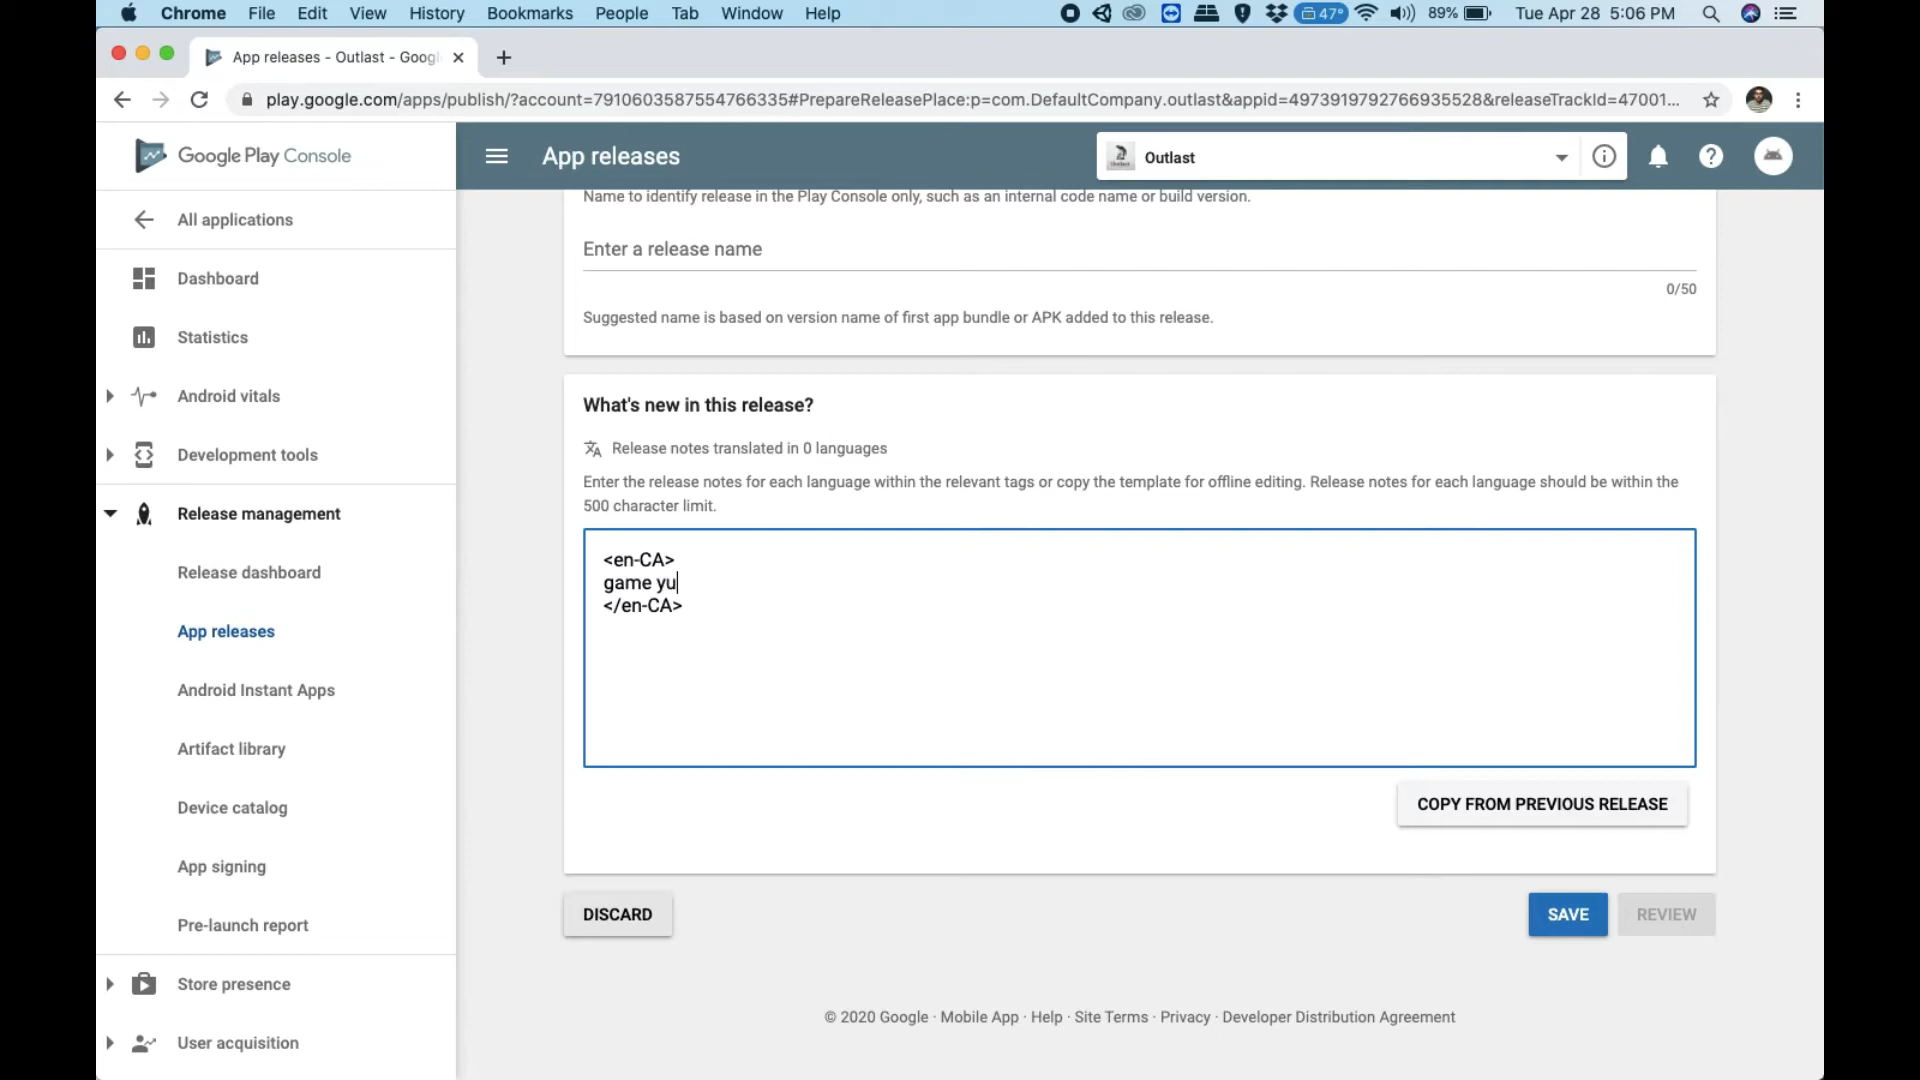 Chrome File Edit View History Bookmarks People Tab Window Help 47° 89% Tue Apr 28 5:06 PM
App releases - Outlast - Googl
play.google.com/apps/publish/?account=7910603587554766335#PrepareReleasePlace:p=com.DefaultCompany.outlast&appid=4973919792766935528&releaseTrackId=47001...
Google Play Console
App releases
Outlast
All applications
Dashboard
Statistics
Android vitals
Development tools
Release management
Release dashboard
App releases
Android Instant Apps
Artifact library
Device catalog
App signing
Pre-launch report
Store presence
User acquisition
Name to identify release in the Play Console only, such as an internal code name or build version.
Enter a release name
0/50
Suggested name is based on version name of first app bundle or APK added to this release.
What's new in this release?
Release notes translated in 0 languages
Enter the release notes for each language within the relevant tags or copy the template for offline editing. Release notes for each language should be within the
500 character limit.
<en-CA>
game yu
</en-CA>
COPY FROM PREVIOUS RELEASE
DISCARD
SAVE
REVIEW
© 2020 Google · Mobile App · Help · Site Terms · Privacy · Developer Distribution Agreement